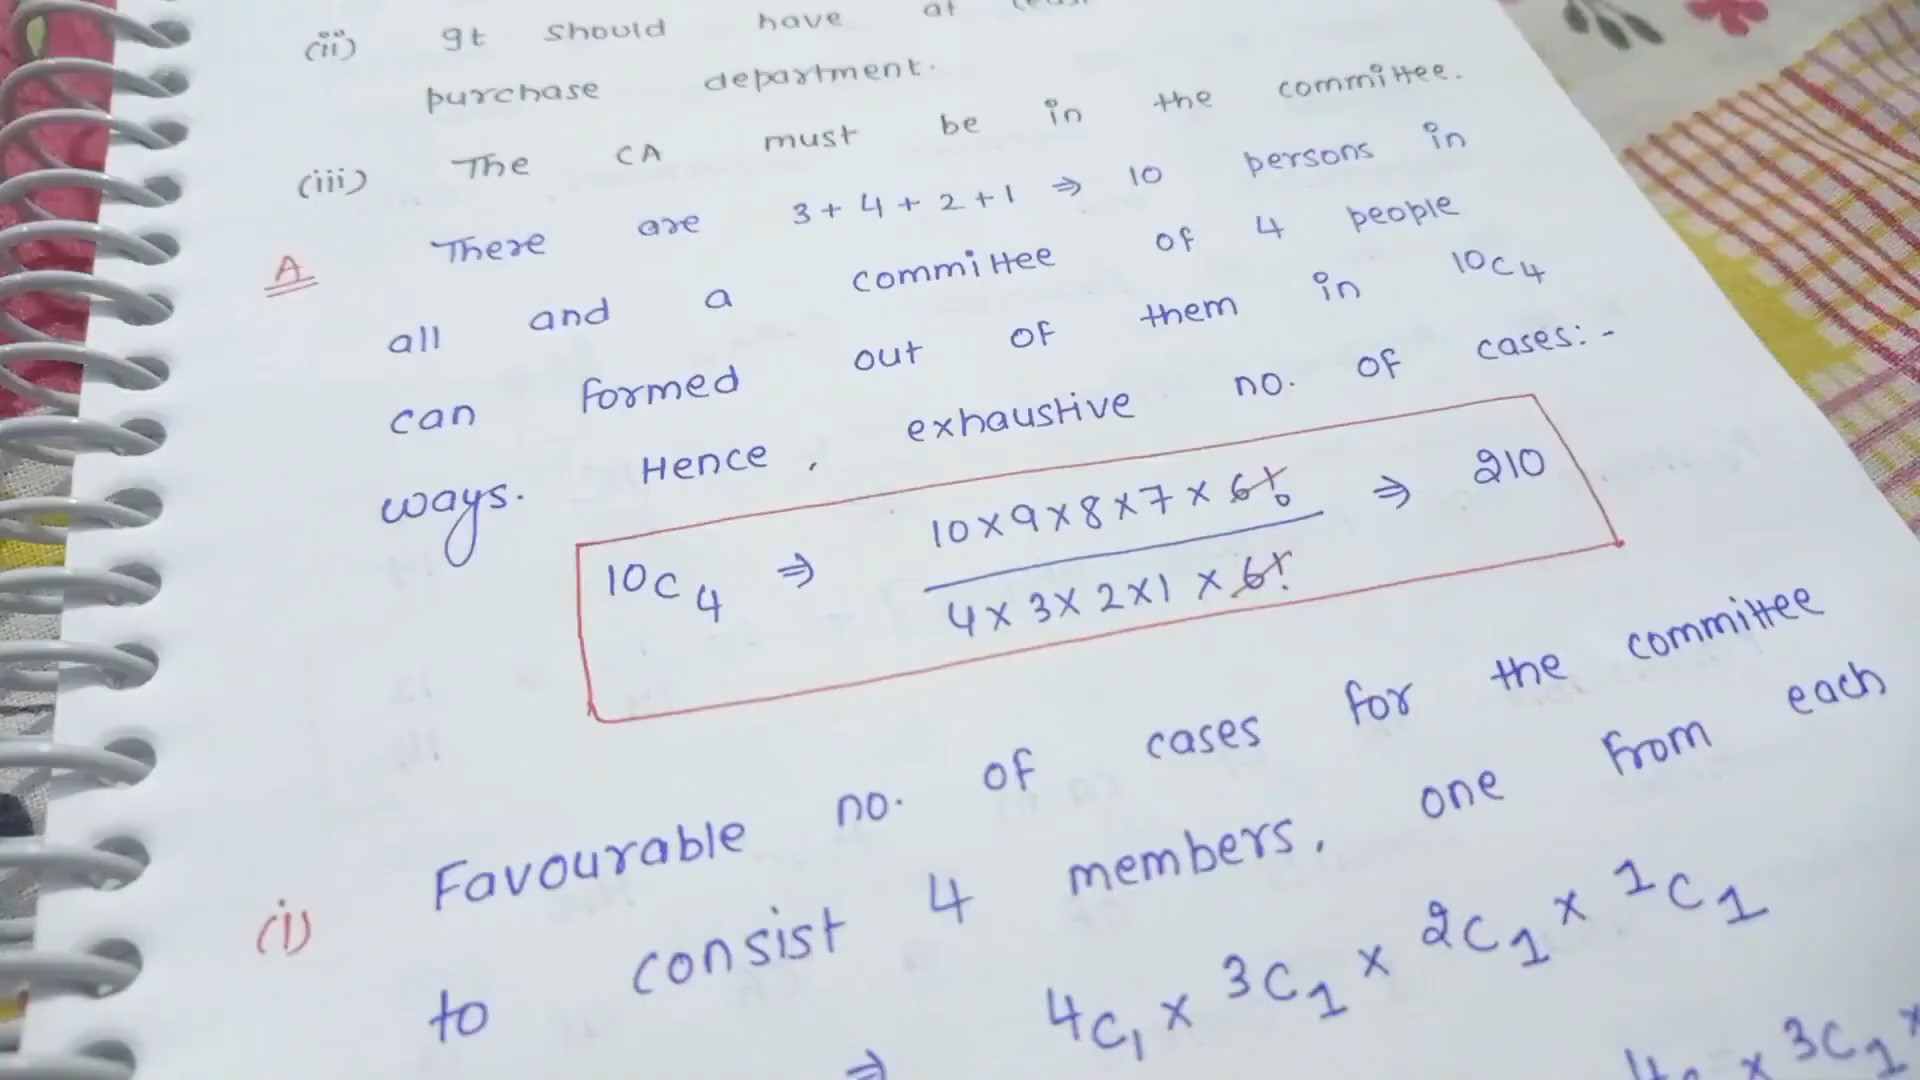 (ii) It should have at
purchase department.
(iii) The CA must be in the committee.
A There are 3 + 4 + 2 + 1 ⇒ 10 persons in
all and a committee of 4 people
can formed out of them in 10C4
ways. Hence, exhaustive no. of cases:-
10C4 ⇒ 10×9×8×7×6! / 4×3×2×1×6! ⇒ 210
(i) Favourable no. of cases for the committee
to consist 4 members, one from each
⇒ 4C1 × 3C1 × 2C1 × 1C1
× 3C1 ×